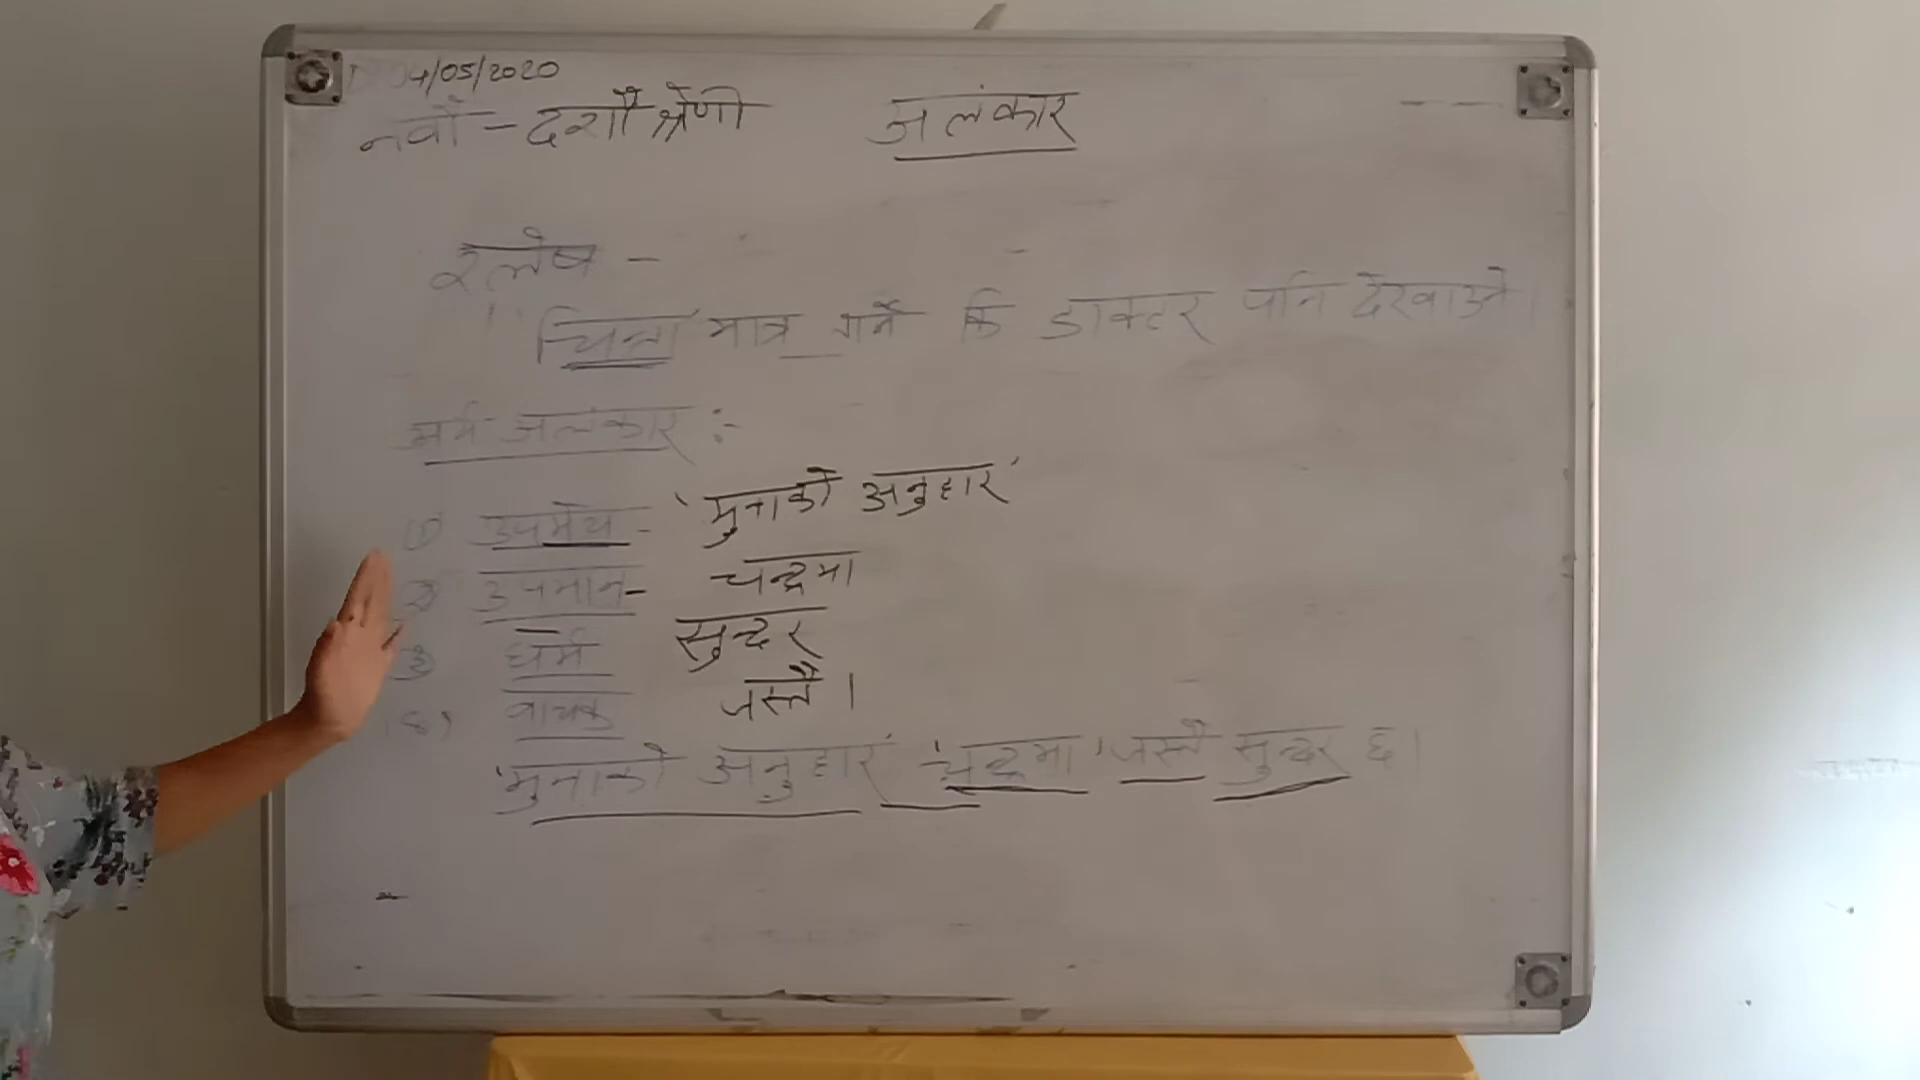 04/05/2020
नवौं - दशौँ श्रेणी अलंकार
श्लेष -
चिन्ता मात्र गर्ने कि डाक्टर पनि देखाउने।
अर्थ अलंकार :-
(१) उपमेय - 'मुनाको अनुहार'
(२) उपमान - चन्द्रमा
(३) धर्म सुन्दर
(४) वाचक जस्तै।
'मुनाको अनुहार' 'चन्द्रमा' जस्तै सुन्दर छ।